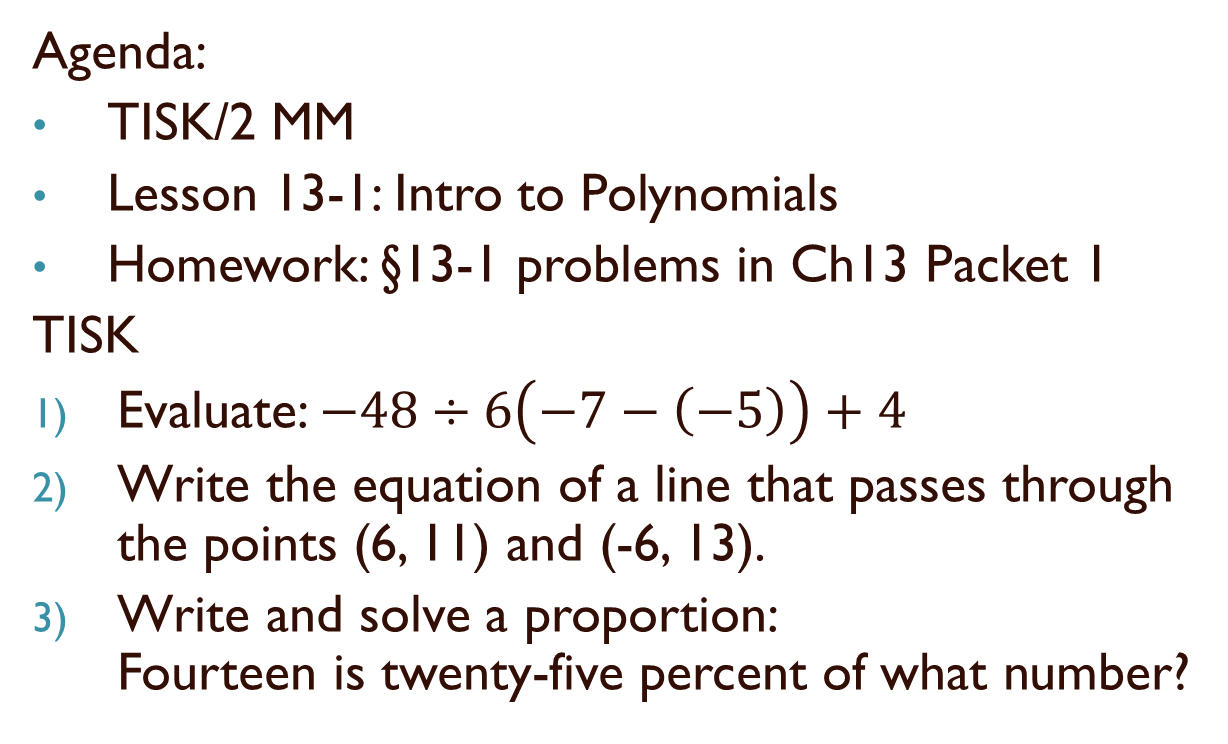 Agenda:
• TISK/2 MM
• Lesson 13-1: Intro to Polynomials
• Homework: §13-1 problems in Ch13 Packet 1
TISK
1) Evaluate: −48 ÷ 6(−7 − (−5)) + 4
2) Write the equation of a line that passes through
the points (6, 11) and (-6, 13).
3) Write and solve a proportion:
Fourteen is twenty-five percent of what number?